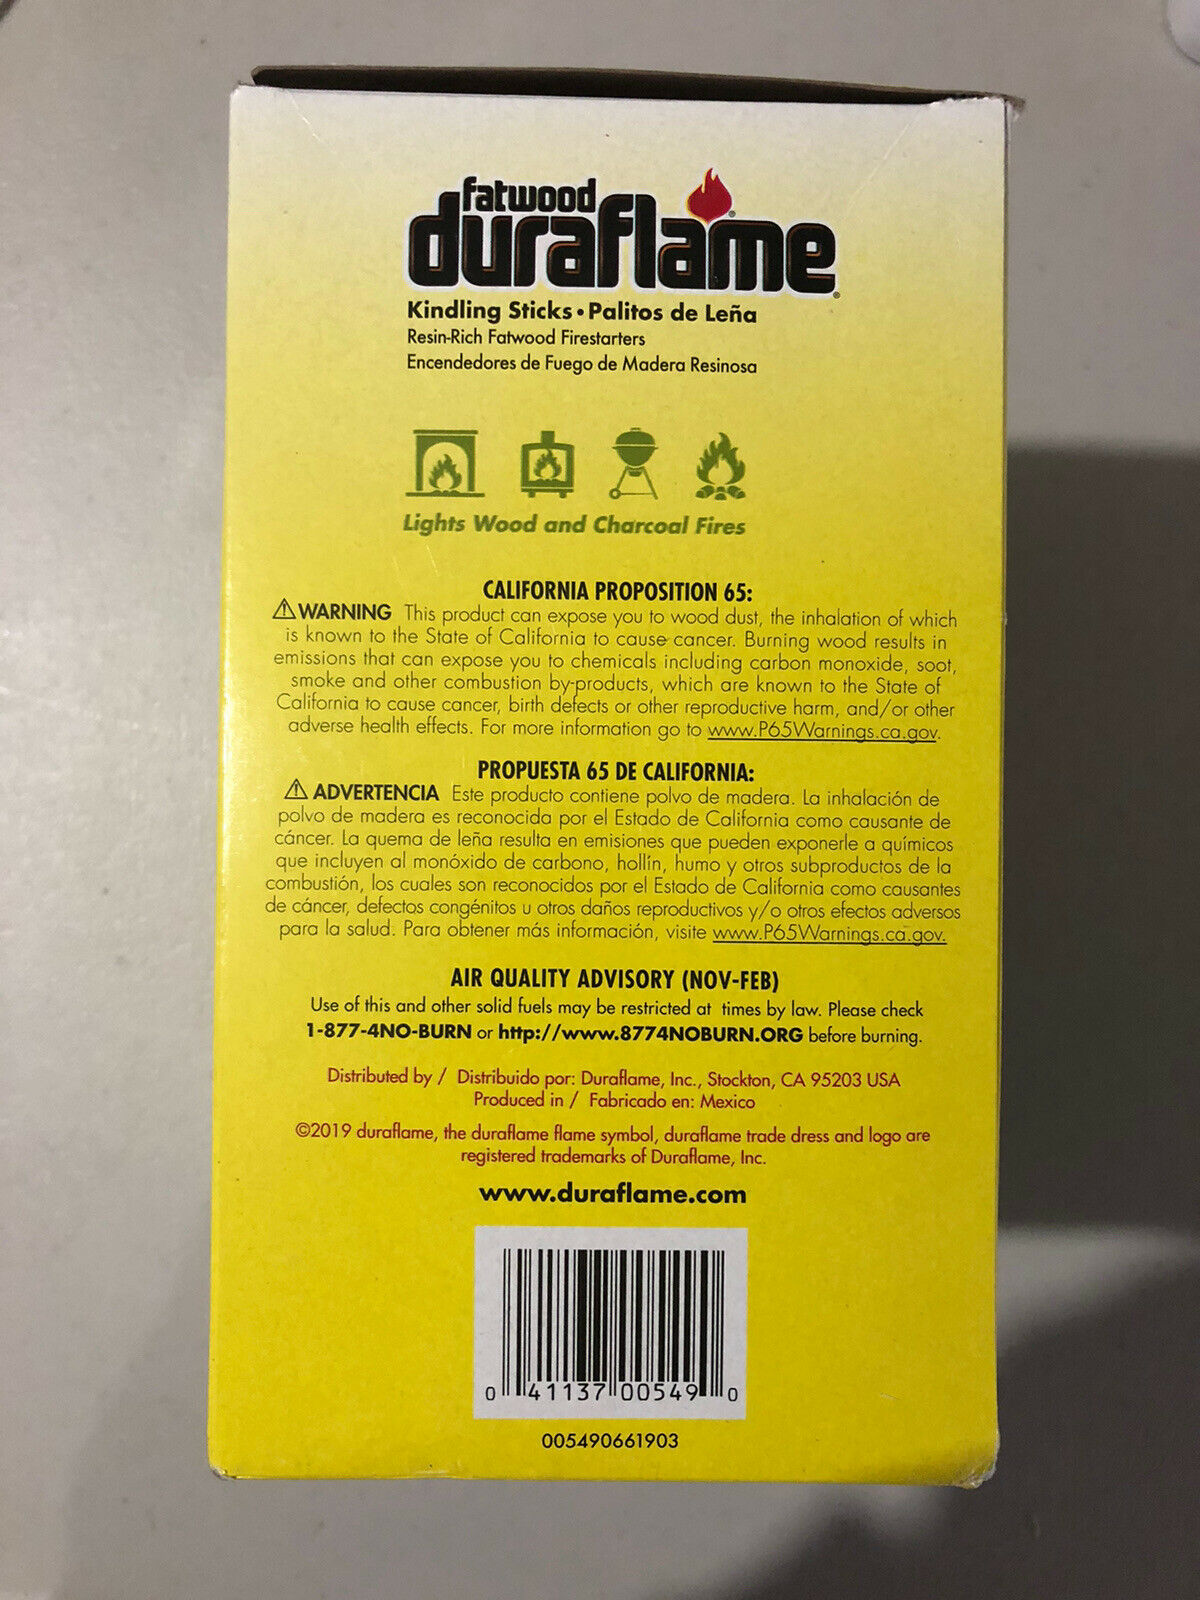 fatwood
duraflame®
Kindling Sticks • Palitos de Leña
Resin-Rich Fatwood Firestarters
Encendedores de Fuego de Madera Resinosa
Lights Wood and Charcoal Fires
CALIFORNIA PROPOSITION 65:
⚠ WARNING This product can expose you to wood dust, the inhalation of which
is known to the State of California to cause cancer. Burning wood results in
emissions that can expose you to chemicals including carbon monoxide, soot,
smoke and other combustion by-products, which are known to the State of
California to cause cancer, birth defects or other reproductive harm, and/or other
adverse health effects. For more information go to www.P65Warnings.ca.gov.
PROPUESTA 65 DE CALIFORNIA:
⚠ ADVERTENCIA Este producto contiene polvo de madera. La inhalación de
polvo de madera es reconocida por el Estado de California como causante de
cáncer. La quema de leña resulta en emisiones que pueden exponerle a químicos
que incluyen al monóxido de carbono, hollín, humo y otros subproductos de la
combustión, los cuales son reconocidos por el Estado de California como causantes
de cáncer, defectos congénitos u otros daños reproductivos y/o otros efectos adversos
para la salud. Para obtener más información, visite www.P65Warnings.ca.gov.
AIR QUALITY ADVISORY (NOV-FEB)
Use of this and other solid fuels may be restricted at times by law. Please check
1-877-4NO-BURN or http://www.8774NOBURN.ORG before burning.
Distributed by / Distribuido por: Duraflame, Inc., Stockton, CA 95203 USA
Produced in / Fabricado en: Mexico
©2019 duraflame, the duraflame flame symbol, duraflame trade dress and logo are
registered trademarks of Duraflame, Inc.
www.duraflame.com
0 41137 00549 0
005490661903